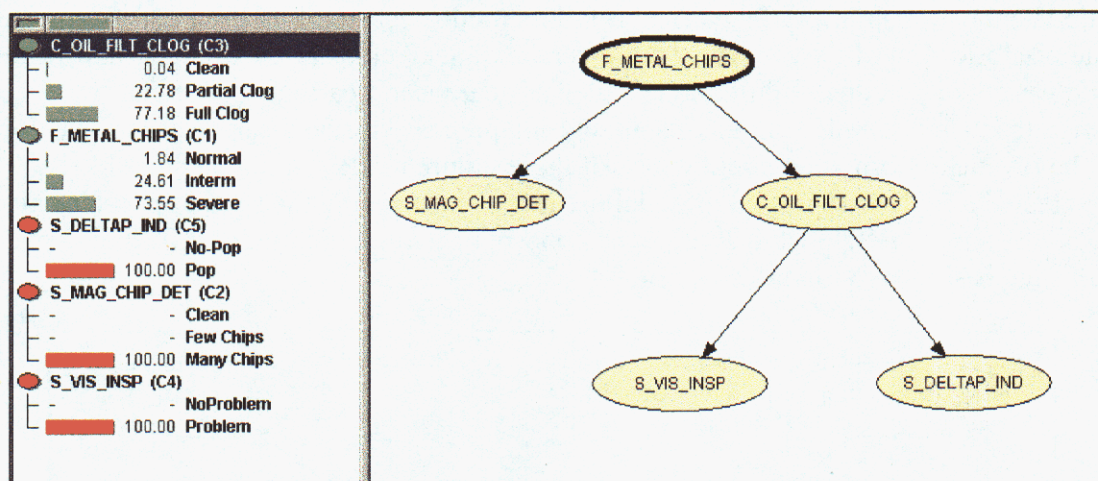 C_OIL_FILT_CLOG (C3)
0.04 Clean
22.78 Partial Clog
77.18 Full Clog
F_METAL_CHIPS (C1)
1.84 Normal
24.61 Interm
73.55 Severe
S_DELTAP_IND (C5)
- - No-Pop
100.00 Pop
S_MAG_CHIP_DET (C2)
- - Clean
- - Few Chips
100.00 Many Chips
S_VIS_INSP (C4)
- - NoProblem
100.00 Problem
F_METAL_CHIPS
S_MAG_CHIP_DET
C_OIL_FILT_CLOG
S_VIS_INSP
S_DELTAP_IND